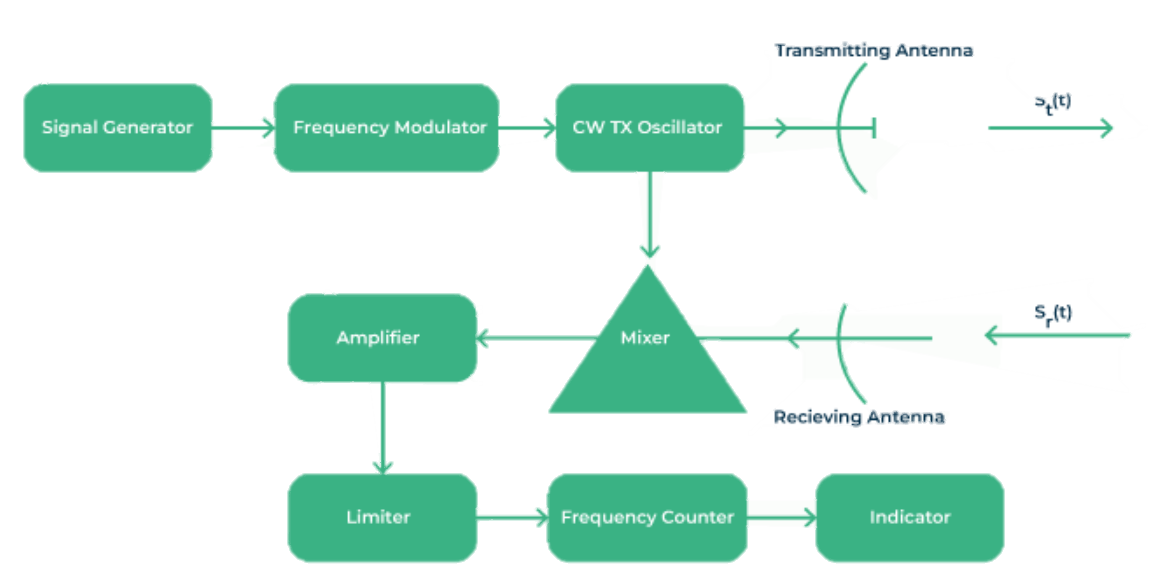 Transmitting Antenna
Signal Generator
Frequency Modulator
CW TX Oscillator
St(t)
Amplifier
Mixer
Sr(t)
Recieving Antenna
Limiter
Frequency Counter
Indicator